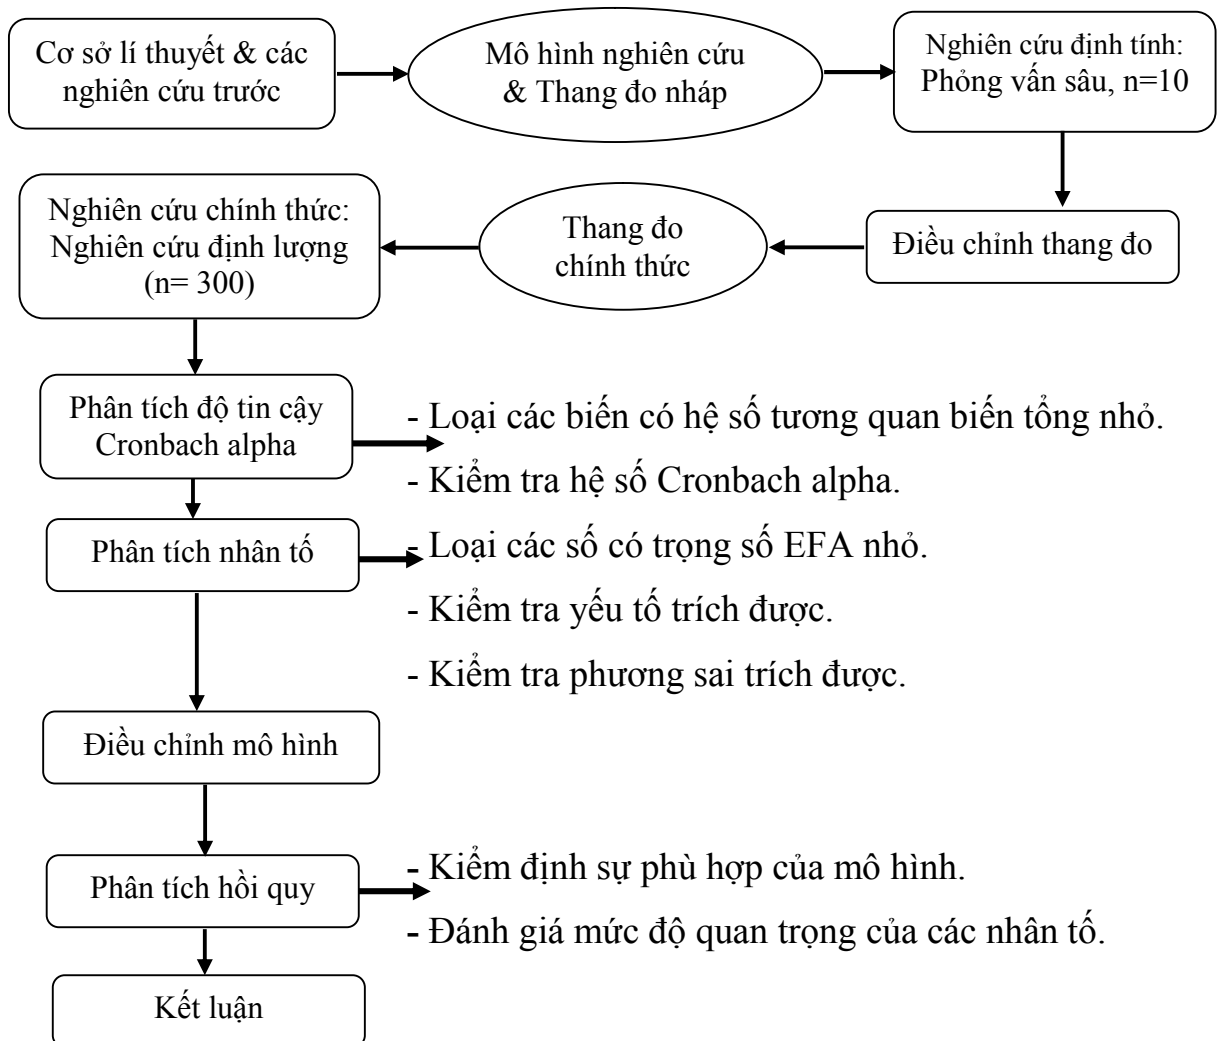 Cơ sở lí thuyết & các
nghiên cứu trước
Mô hình nghiên cứu
& Thang đo nháp
Nghiên cứu định tính:
Phỏng vấn sâu, n=10
Điều chỉnh thang đo
Thang đo
chính thức
Nghiên cứu chính thức:
Nghiên cứu định lượng
(n= 300)
Phân tích độ tin cậy
Cronbach alpha
- Loại các biến có hệ số tương quan biến tổng nhỏ.
- Kiểm tra hệ số Cronbach alpha.
Phân tích nhân tố
- Loại các số có trọng số EFA nhỏ.
- Kiểm tra yếu tố trích được.
- Kiểm tra phương sai trích được.
Điều chỉnh mô hình
Phân tích hồi quy
- Kiểm định sự phù hợp của mô hình.
- Đánh giá mức độ quan trọng của các nhân tố.
Kết luận